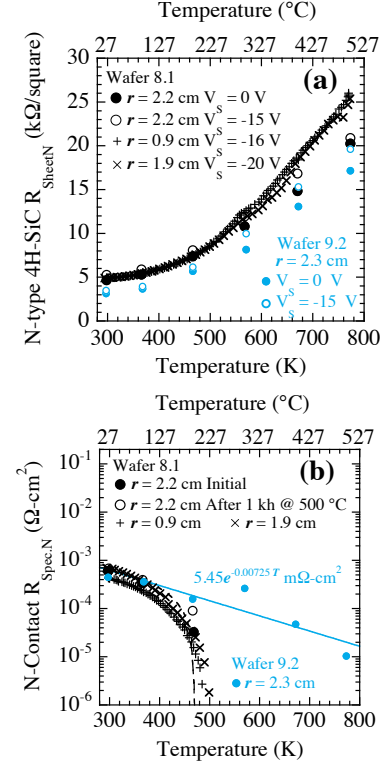 Temperature (°C)
27 127 227 327 427 527
N-type 4H-SiC R_SheetN (kΩ/square)
30
25
20
15
10
5
0
(a)
Wafer 8.1
r = 2.2 cm V_S = 0 V
r = 2.2 cm V_S = -15 V
r = 0.9 cm V_S = -16 V
r = 1.9 cm V_S = -20 V
Wafer 9.2
r = 2.3 cm
V_S = 0 V
V_S = -15 V
300 400 500 600 700 800
Temperature (K)
Temperature (°C)
27 127 227 327 427 527
N-Contact R_Spec.N (Ω-cm²)
10⁻¹
10⁻²
10⁻³
10⁻⁴
10⁻⁵
10⁻⁶
(b)
Wafer 8.1
r = 2.2 cm Initial
r = 2.2 cm After 1 kh @ 500 °C
r = 0.9 cm r = 1.9 cm
5.45e^-0.00725 T mΩ-cm²
Wafer 9.2
r = 2.3 cm
300 400 500 600 700 800
Temperature (K)